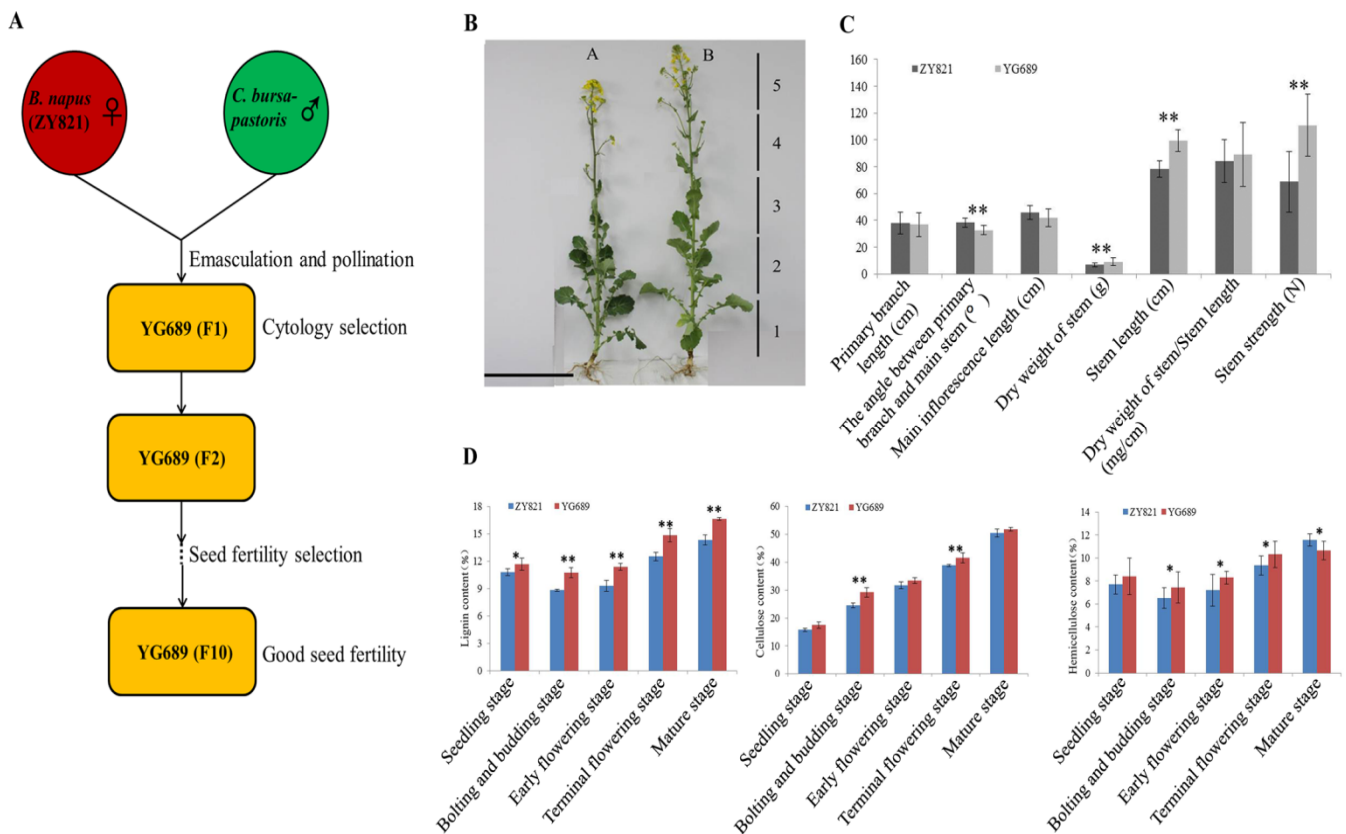 A
B. napus
(ZY821)
♀
C. bursa-
pastoris
♂
Emasculation and pollination
YG689 (F1)
Cytology selection
YG689 (F2)
Seed fertility selection
YG689 (F10)
Good seed fertility
B
A
B
5
4
3
2
1
C
160
140
120
100
80
60
40
20
0
ZY821
YG689
**
**
**
**
Primary branch
length (cm)
The angle between primary
branch and main stem (°)
Main inflorescence length (cm)
Dry weight of stem (g)
Stem length (cm)
Dry weight of stem/Stem length
(mg/cm)
Stem strength (N)
D
Lignin content(%)
18
15
12
9
6
3
0
ZY821
YG689
*
**
**
**
**
Seedling stage
Bolting and budding stage
Early flowering stage
Terminal flowering stage
Mature stage
Cellulose content(%)
60
50
40
30
20
10
0
ZY821
YG689
**
**
Seedling stage
Bolting and budding stage
Early flowering stage
Terminal flowering stage
Mature stage
Hemicellulose content(%)
14
12
10
8
6
4
2
0
ZY821
YG689
*
*
*
*
Seedling stage
Bolting and budding stage
Early flowering stage
Terminal flowering stage
Mature stage